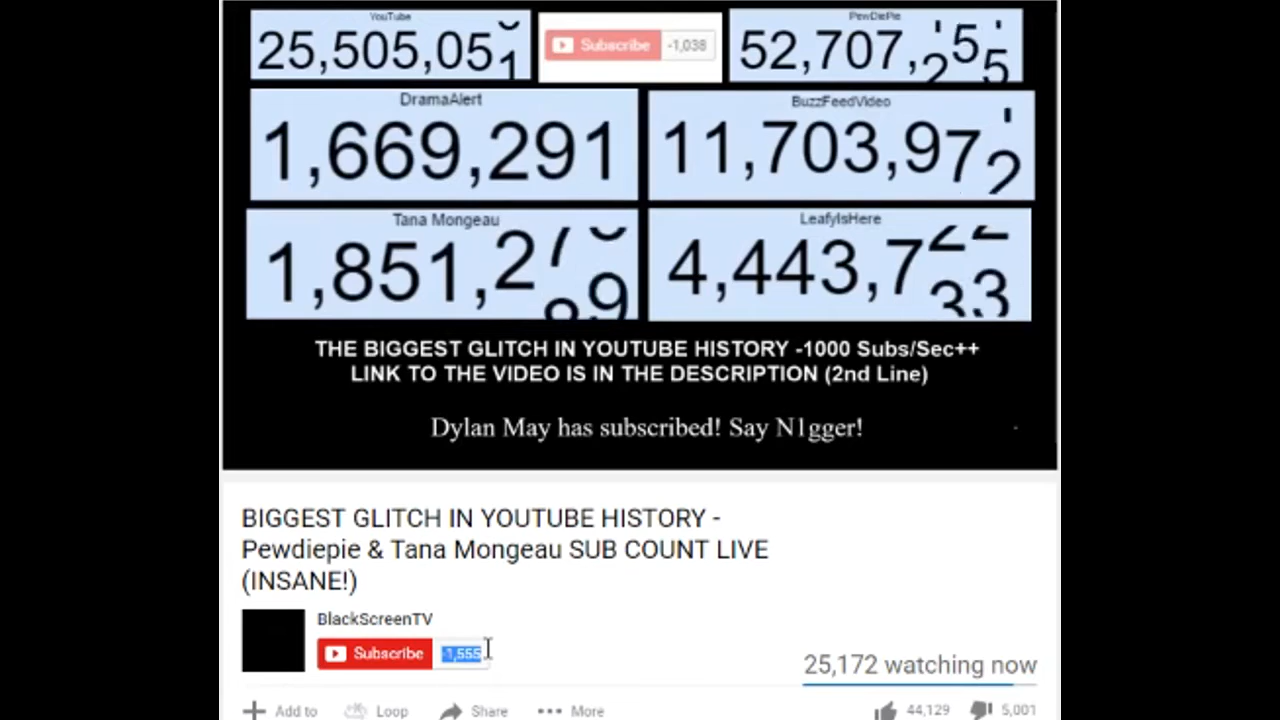 YouTube
25,505,051
Subscribe -1,038
PewDiePie
52,707,
DramaAlert
1,669,291
BuzzFeedVideo
11,703,972
Tana Mongeau
1,851,2
LeafyIsHere
4,443,7
THE BIGGEST GLITCH IN YOUTUBE HISTORY -1000 Subs/Sec++
LINK TO THE VIDEO IS IN THE DESCRIPTION (2nd Line)
Dylan May has subscribed! Say N1gger!
BIGGEST GLITCH IN YOUTUBE HISTORY -
Pewdiepie & Tana Mongeau SUB COUNT LIVE
(INSANE!)
BlackScreenTV
Subscribe -1,555
25,172 watching now
Add to Loop Share More 44,129 5,001